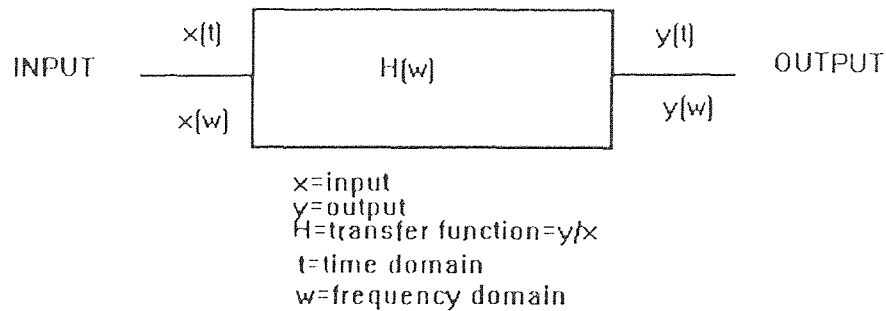 x(t)
y(t)
INPUT
H(w)
OUTPUT
x(w)
y(w)
x=input
y=output
H=transfer function=y/x
t=time domain
w=frequency domain